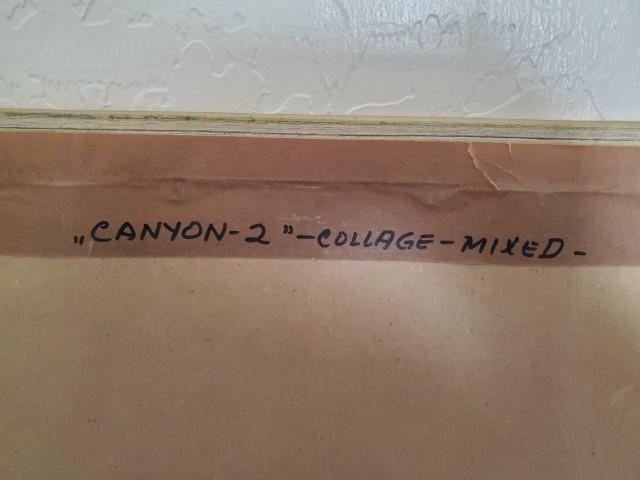 „CANYON-2" - COLLAGE - MIXED -